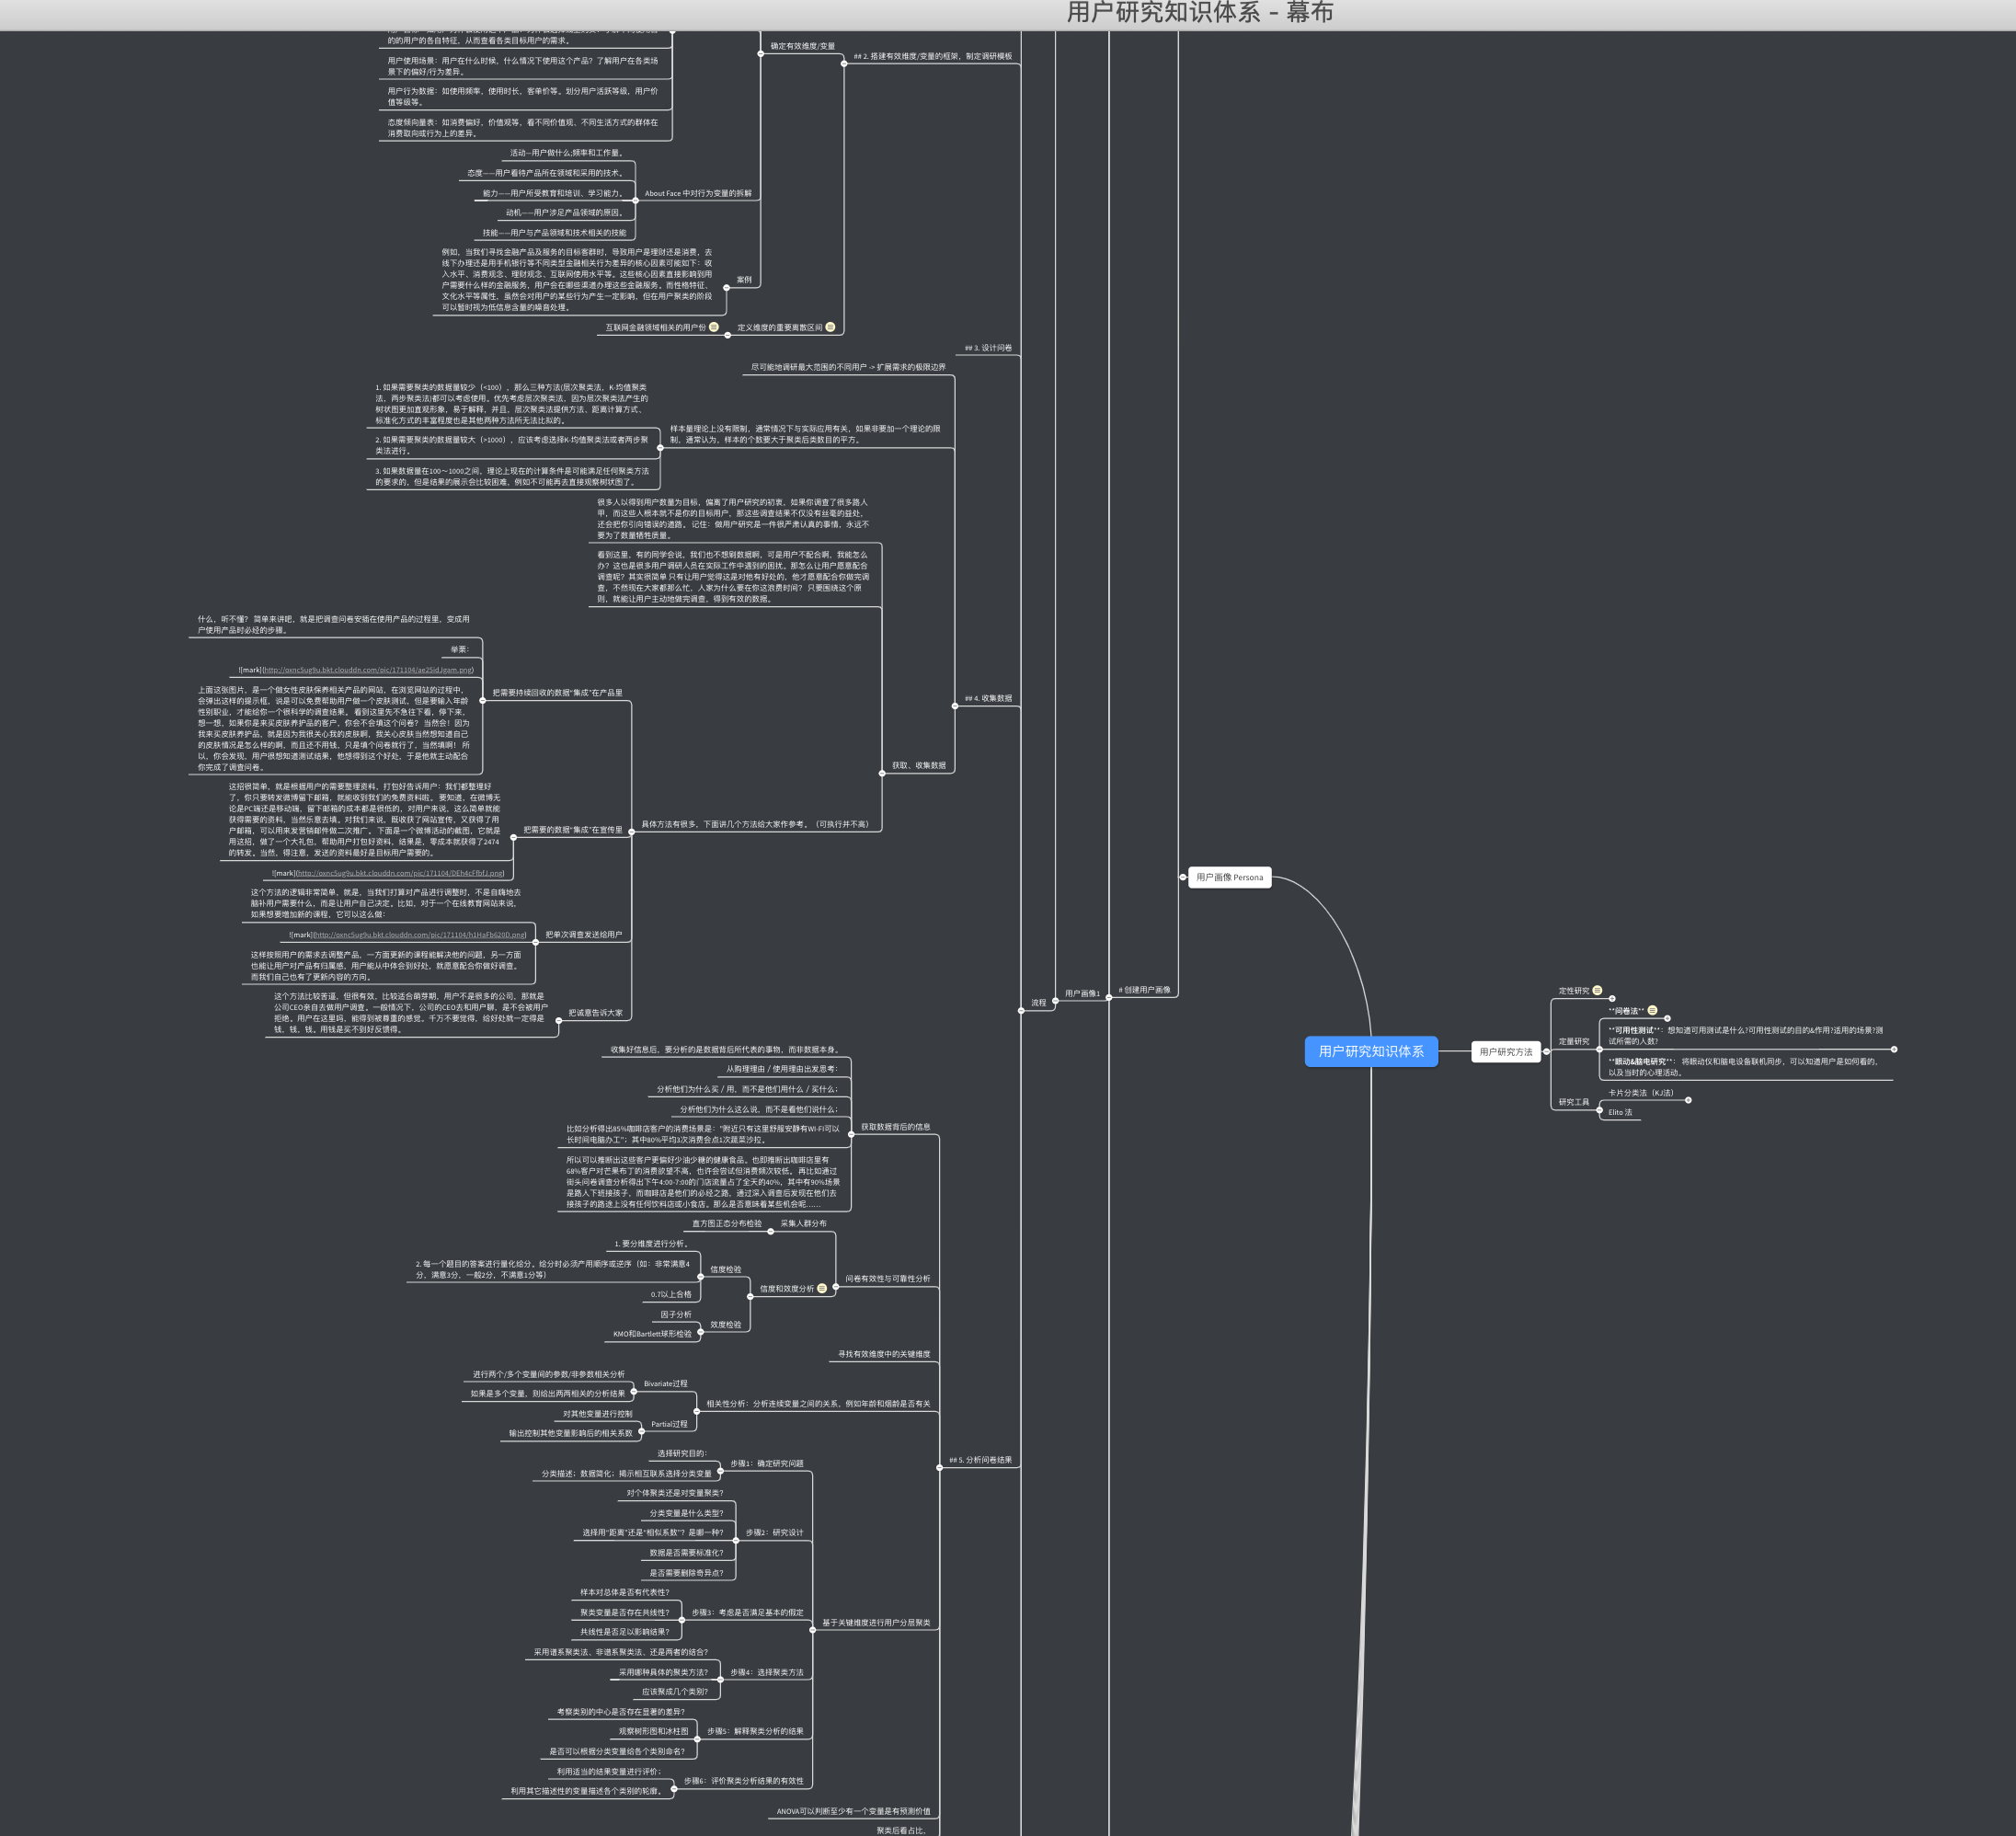 用户研究知识体系 - 幕布
的的用户的各自特征，从而查看各类目标用户的需求。
用户使用场景：用户在什么时候，什么情况下使用这个产品？了解用户在各类场
景下的偏好/行为差异。
用户行为数据：如使用频率，使用时长，客单价等。划分用户活跃等级，用户价
值等级等。
态度倾向量表：如消费偏好，价值观等，看不同价值观、不同生活方式的群体在
消费取向或行为上的差异。
确定有效维度/变量
## 2. 搭建有效维度/变量的框架，制定调研模板
活动—用户做什么;频率和工作量。
态度——用户看待产品所在领域和采用的技术。
能力——用户所受教育和培训、学习能力。
动机——用户涉足产品领域的原因。
技能——用户与产品领域和技术相关的技能
About Face 中对行为变量的拆解
例如，当我们寻找金融产品及服务的目标客群时，导致用户是理财还是消费，去
线下办理还是用手机银行等不同类型金融相关行为差异的核心因素可能如下：收
入水平、消费观念、理财观念、互联网使用水平等。这些核心因素直接影响到用
户需要什么样的金融服务，用户会在哪些渠道办理这些金融服务。而性格特征、
文化水平等属性，虽然会对用户的某些行为产生一定影响，但在用户聚类的阶段
可以暂时视为低信息含量的噪音处理。
案例
互联网金融领域相关的用户份
定义维度的重要离散区间
## 3. 设计问卷
尽可能地调研最大范围的不同用户 -> 扩展需求的极限边界
1. 如果需要聚类的数据量较少（<100），那么三种方法(层次聚类法，K-均值聚类
法，两步聚类法)都可以考虑使用。优先考虑层次聚类法，因为层次聚类法产生的
树状图更加直观形象，易于解释，并且，层次聚类法提供方法、距离计算方式、
标准化方式的丰富程度也是其他两种方法所无法比拟的。
2. 如果需要聚类的数据量较大（>1000），应该考虑选择K-均值聚类法或者两步聚
类法进行。
3. 如果数据量在100～1000之间，理论上现在的计算条件是可能满足任何聚类方法
的要求的，但是结果的展示会比较困难，例如不可能再去直接观察树状图了。
样本量理论上没有限制，通常情况下与实际应用有关，如果非要加一个理论的限
制，通常认为，样本的个数要大于聚类后类数目的平方。
很多人以得到用户数量为目标，偏离了用户研究的初衷，如果你调查了很多路人
甲，而这些人根本就不是你的目标用户，那这些调查结果不仅没有丝毫的益处，
还会把你引向错误的道路。 记住：做用户研究是一件很严肃认真的事情，永远不
要为了数量牺牲质量。
看到这里，有的同学会说，我们也不想刷数据啊，可是用户不配合啊，我能怎么
办？这也是很多用户调研人员在实际工作中遇到的困扰。那怎么让用户愿意配合
调查呢？其实很简单 只有让用户觉得这是对他有好处的，他才愿意配合你做完调
查，不然现在大家都那么忙，人家为什么要在你这浪费时间？ 只要围绕这个原
则，就能让用户主动地做完调查，得到有效的数据。
什么，听不懂？ 简单来讲吧，就是把调查问卷安插在使用产品的过程里，变成用
户使用产品时必经的步骤。
举栗：
![mark](http://oxnc5ug9u.bkt.clouddn.com/pic/171104/ae25idJgam.png)
上面这张图片，是一个做女性皮肤保养相关产品的网站，在浏览网站的过程中，
会弹出这样的提示框，说是可以免费帮助用户做一个皮肤测试，但是要输入年龄
性别职业，才能给你一个很科学的调查结果。 看到这里先不急往下看，停下来，
想一想，如果你是来买皮肤养护品的客户，你会不会填这个问卷？ 当然会！因为
我来买皮肤养护品，就是因为我很关心我的皮肤啊，我关心皮肤当然想知道自己
的皮肤情况是怎么样的啊，而且还不用钱，只是填个问卷就行了，当然填啊！ 所
以，你会发现，用户很想知道测试结果，他想得到这个好处，于是他就主动配合
你完成了调查问卷。
把需要持续回收的数据“集成”在产品里
## 4. 收集数据
获取、收集数据
这招很简单，就是根据用户的需要整理资料，打包好告诉用户：我们都整理好
了，你只要转发微博留下邮箱，就能收到我们的免费资料啦。 要知道，在微博无
论是PC端还是移动端，留下邮箱的成本都是很低的，对用户来说，这么简单就能
获得需要的资料，当然乐意去填。对我们来说，既收获了网站宣传，又获得了用
户邮箱，可以用来发营销邮件做二次推广。 下面是一个微博活动的截图，它就是
用这招，做了一个大礼包，帮助用户打包好资料，结果是，零成本就获得了2474
的转发。当然，得注意，发送的资料最好是目标用户需要的。
![mark](http://oxnc5ug9u.bkt.clouddn.com/pic/171104/DEh4cFfbfJ.png)
把需要的数据“集成”在宣传里
具体方法有很多，下面讲几个方法给大家作参考。（可执行并不高）
这个方法的逻辑非常简单，就是，当我们打算对产品进行调整时，不是自嗨地去
脑补用户需要什么，而是让用户自己决定。比如，对于一个在线教育网站来说，
如果想要增加新的课程，它可以这么做：
![mark](http://oxnc5ug9u.bkt.clouddn.com/pic/171104/h1HaFb620D.png)
这样按照用户的需求去调整产品，一方面更新的课程能解决他的问题，另一方面
也能让用户对产品有归属感，用户能从中体会到好处，就愿意配合你做好调查。
而我们自己也有了更新内容的方向。
把单次调查发送给用户
这个方法比较苦逼，但很有效，比较适合萌芽期，用户不是很多的公司，那就是
公司CEO亲自去做用户调查。一般情况下，公司的CEO去和用户聊，是不会被用户
拒绝。用户在这里吗，能得到被尊重的感觉。千万不要觉得，给好处就一定得是
钱，钱，钱。用钱是买不到好反馈得。
把诚意告诉大家
用户画像 Persona
# 创建用户画像
用户画像1
流程
用户研究知识体系
用户研究方法
定性研究
**问卷法**
**可用性测试**：想知道可用测试是什么?可用性测试的目的&作用?适用的场景?测
试所需的人数?
定量研究
**眼动&脑电研究**： 将眼动仪和脑电设备联机同步，可以知道用户是如何看的，
以及当时的心理活动。
卡片分类法（KJ法）
研究工具
Elito 法
收集好信息后，要分析的是数据背后所代表的事物，而非数据本身。
从购理理由 / 使用理由出发思考：
分析他们为什么买 / 用，而不是他们用什么 / 买什么；
分析他们为什么这么说，而不是看他们说什么；
比如分析得出85%咖啡店客户的消费场景是：“附近只有这里舒服安静有WI-FI可以
长时间电脑办工”；其中80%平均3次消费会点1次蔬菜沙拉。
所以可以推断出这些客户更偏好少油少糖的健康食品。也即推断出咖啡店里有
68%客户对芒果布丁的消费欲望不高，也许会尝试但消费频次较低。 再比如通过
街头问卷调查分析得出下午4:00-7:00的门店流量占了全天的40%，其中有90%场景
是路人下班接孩子，而咖啡店是他们的必经之路，通过深入调查后发现在他们去
接孩子的路途上没有任何饮料店或小食店。那么是否意味着某些机会呢……
获取数据背后的信息
直方图正态分布检验
采集人群分布
1. 要分维度进行分析。
2. 每一个题目的答案进行量化给分。给分时必须产用顺序或逆序（如：非常满意4
分，满意3分，一般2分，不满意1分等）
0.7以上合格
信度检验
信度和效度分析
问卷有效性与可靠性分析
因子分析
KMO和Bartlett球形检验
效度检验
寻找有效维度中的关键维度
进行两个/多个变量间的参数/非参数相关分析
如果是多个变量，则给出两两相关的分析结果
Bivariate过程
对其他变量进行控制
输出控制其他变量影响后的相关系数
Partial过程
相关性分析：分析连续变量之间的关系，例如年龄和烟龄是否有关
## 5. 分析问卷结果
选择研究目的：
分类描述；数据简化；揭示相互联系选择分类变量
步骤1：确定研究问题
对个体聚类还是对变量聚类?
分类变量是什么类型?
选择用“距离”还是“相似系数”？是哪一种?
数据是否需要标准化?
是否需要删除奇异点?
步骤2：研究设计
样本对总体是否有代表性?
聚类变量是否存在共线性?
共线性是否足以影响结果?
步骤3：考虑是否满足基本的假定
基于关键维度进行用户分层聚类
采用谱系聚类法、非谱系聚类法、还是两者的结合?
采用哪种具体的聚类方法?
应该聚成几个类别?
步骤4：选择聚类方法
考察类别的中心是否存在显著的差异?
观察树形图和冰柱图
是否可以根据分类变量给各个类别命名?
步骤5：解释聚类分析的结果
利用适当的结果变量进行评价；
利用其它描述性的变量描述各个类别的轮廓。
步骤6：评价聚类分析结果的有效性
ANOVA可以判断至少有一个变量是有预测价值
聚类后看占比，